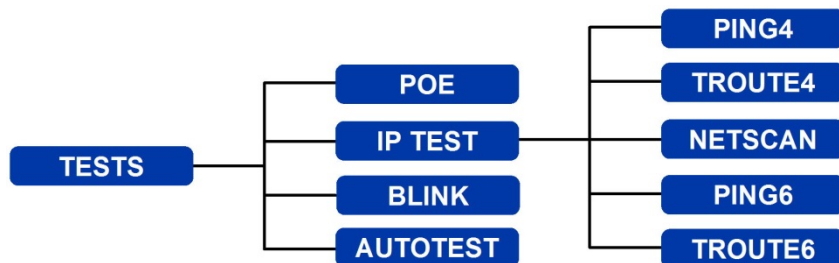 TESTS
POE
IP TEST
BLINK
AUTOTEST
PING4
TROUTE4
NETSCAN
PING6
TROUTE6